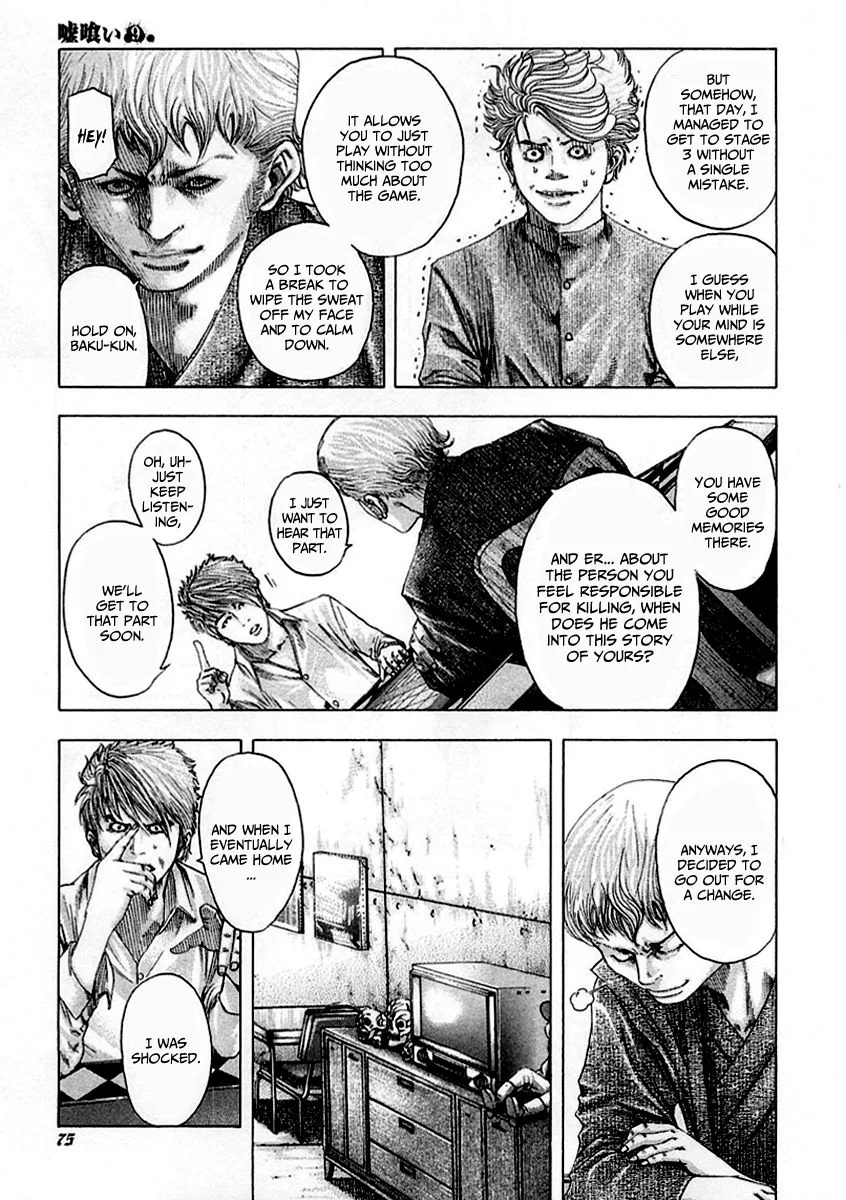 嘘喰い
BUT
SOMEHOW,
THAT DAY, I
MANAGED TO
GET TO STAGE
3 WITHOUT
A SINGLE
MISTAKE.
I GUESS
WHEN YOU
PLAY WHILE
YOUR MIND IS
SOMEWHERE
ELSE,
IT ALLOWS
YOU TO JUST
PLAY WITHOUT
THINKING TOO
MUCH ABOUT
THE GAME.
SO I TOOK
A BREAK TO
WIPE THE SWEAT
OFF MY FACE
AND TO CALM
DOWN.
HEY!
HOLD ON,
BAKU-KUN.
YOU HAVE
SOME
GOOD
MEMORIES
THERE.
AND ER... ABOUT
THE PERSON YOU
FEEL RESPONSIBLE
FOR KILLING, WHEN
DOES HE COME
INTO THIS STORY
OF YOURS?
I JUST
WANT TO
HEAR THAT
PART.
OH, UH-
JUST
KEEP
LISTEN-
ING,
WE'LL
GET TO
THAT PART
SOON.
ANYWAYS, I
DECIDED TO
GO OUT FOR
A CHANGE.
AND WHEN I
EVENTUALLY
CAME HOME
...
I WAS
SHOCKED.
75